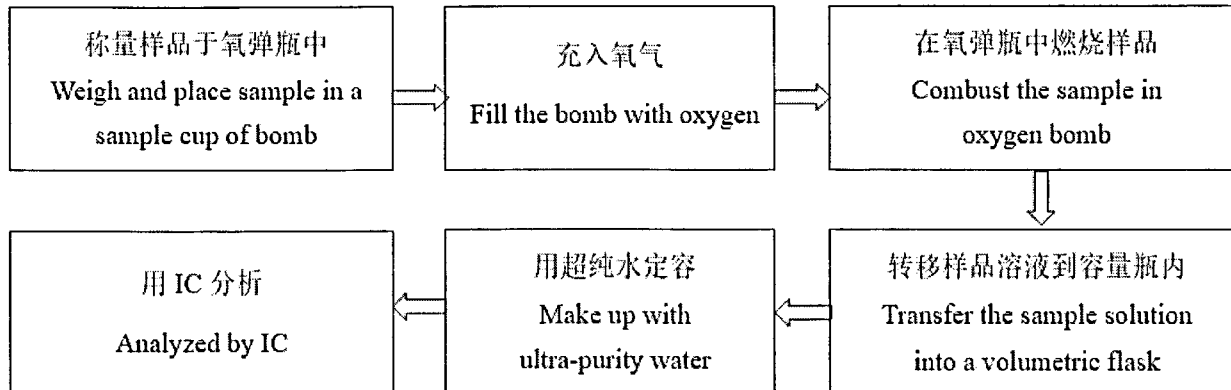 称量样品于氧弹瓶中
Weigh and place sample in a
sample cup of bomb
充入氧气
Fill the bomb with oxygen
在氧弹瓶中燃烧样品
Combust the sample in
oxygen bomb
转移样品溶液到容量瓶内
Transfer the sample solution
into a volumetric flask
用超纯水定容
Make up with
ultra-purity water
用 IC 分析
Analyzed by IC